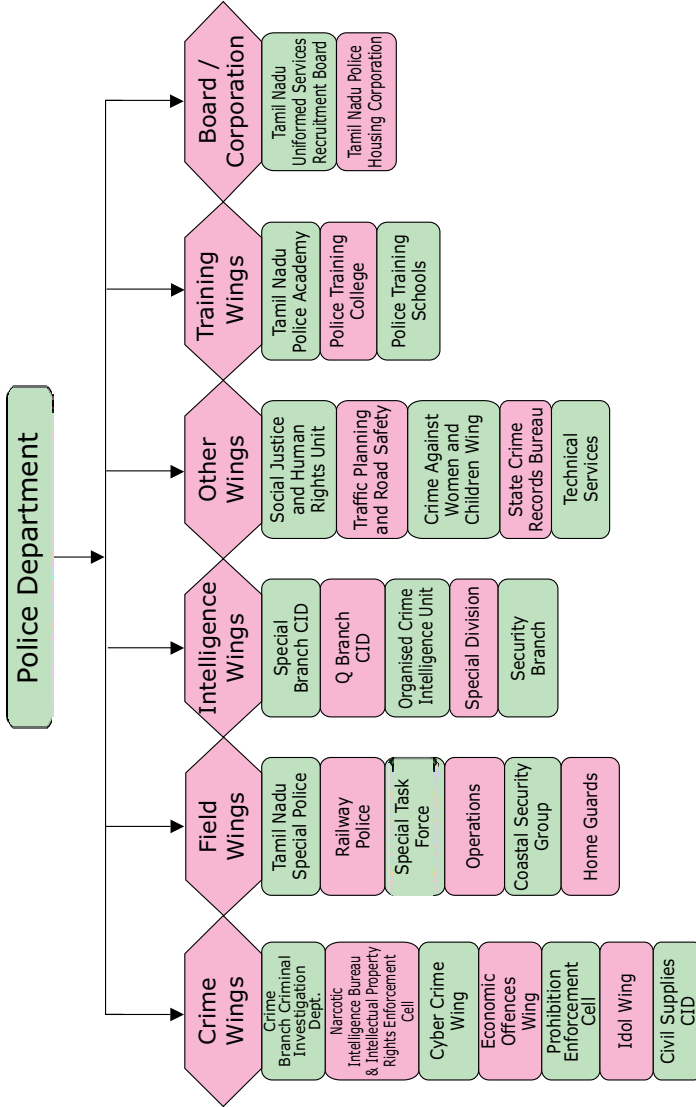 Police Department
Crime
Wings
Crime
Branch Criminal
Investigation
Dept.
Narcotic
Intelligence Bureau
& Intellectual Property
Rights Enforcement
Cell
Cyber Crime
Wing
Economic
Offences
Wing
Prohibition
Enforcement
Cell
Idol Wing
Civil Supplies
CID
Field
Wings
Tamil Nadu
Special Police
Railway
Police
Special Task
Force
Operations
Coastal Security
Group
Home Guards
Intelligence
Wings
Special
Branch CID
Q Branch
CID
Organised Crime
Intelligence Unit
Special Division
Security
Branch
Other
Wings
Social Justice
and Human
Rights Unit
Traffic Planning
and Road Safety
Crime Against
Women and
Children Wing
State Crime
Records Bureau
Technical
Services
Training
Wings
Tamil Nadu
Police Academy
Police Training
College
Police Training
Schools
Board /
Corporation
Tamil Nadu
Uniformed Services
Recruitment Board
Tamil Nadu Police
Housing Corporation